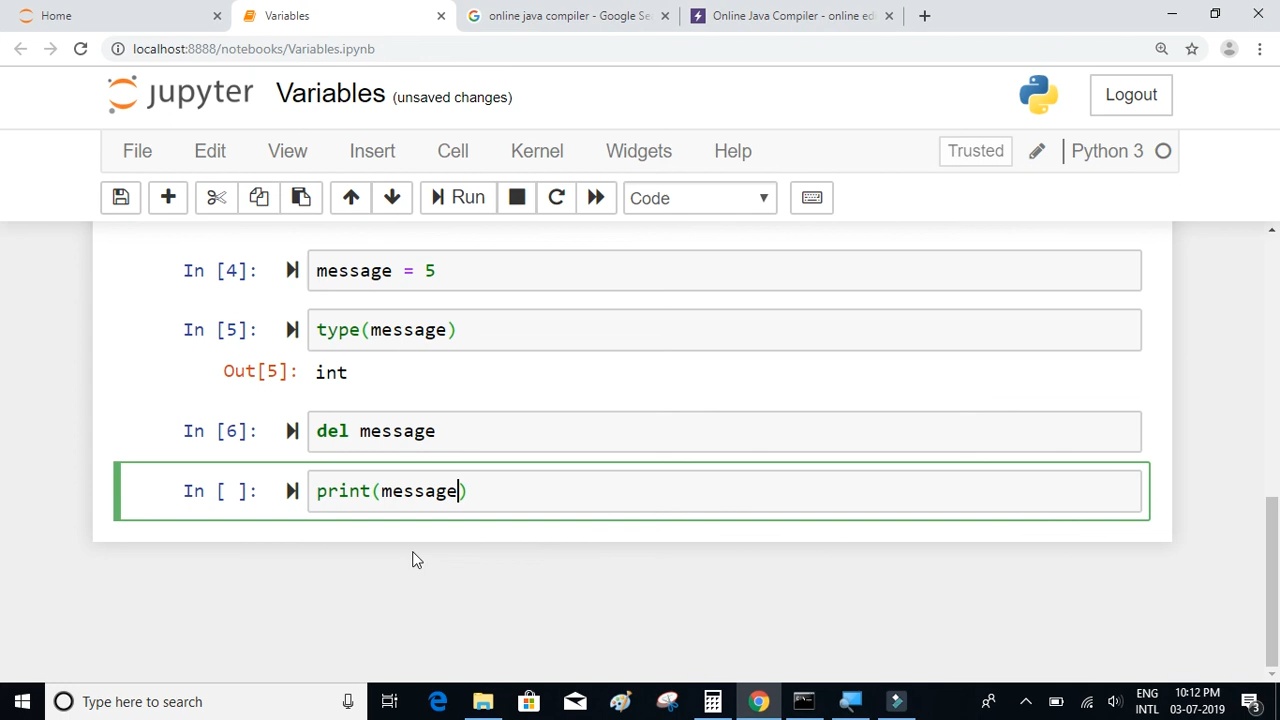 Home
Variables
online java compiler - Google Se
Online Java Compiler - online edi
localhost:8888/notebooks/Variables.ipynb
jupyter Variables (unsaved changes)
Logout
File Edit View Insert Cell Kernel Widgets Help Trusted Python 3
Run Code
In [4]: message = 5
In [5]: type(message)
Out[5]: int
In [6]: del message
In [ ]: print(message)
Type here to search
ENG
INTL
10:12 PM
03-07-2019
3